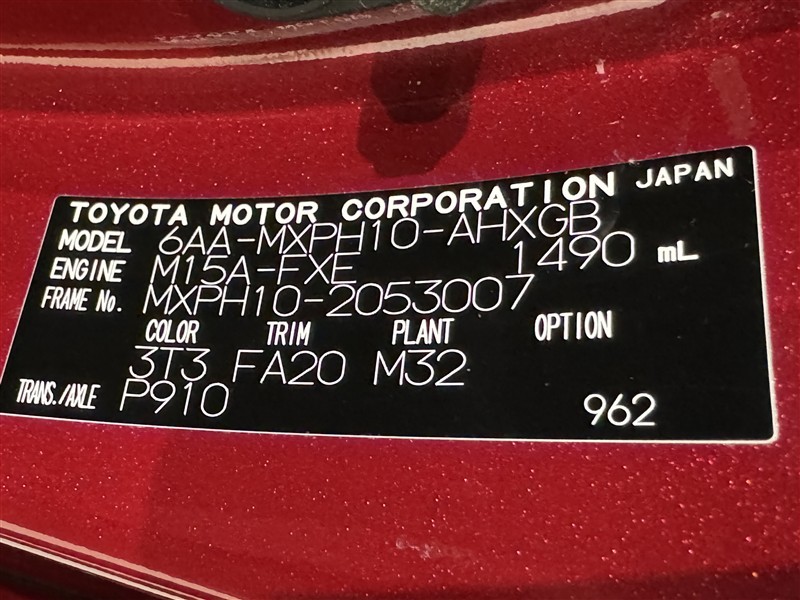 TOYOTA MOTOR CORPORATION JAPAN
MODEL 6AA-MXPH10-AHXGB
ENGINE M15A-FXE 1490 mL
FRAME No. MXPH10-2053007
COLOR TRIM PLANT OPTION
3T3 FA20 M32
TRANS./AXLE P910 962